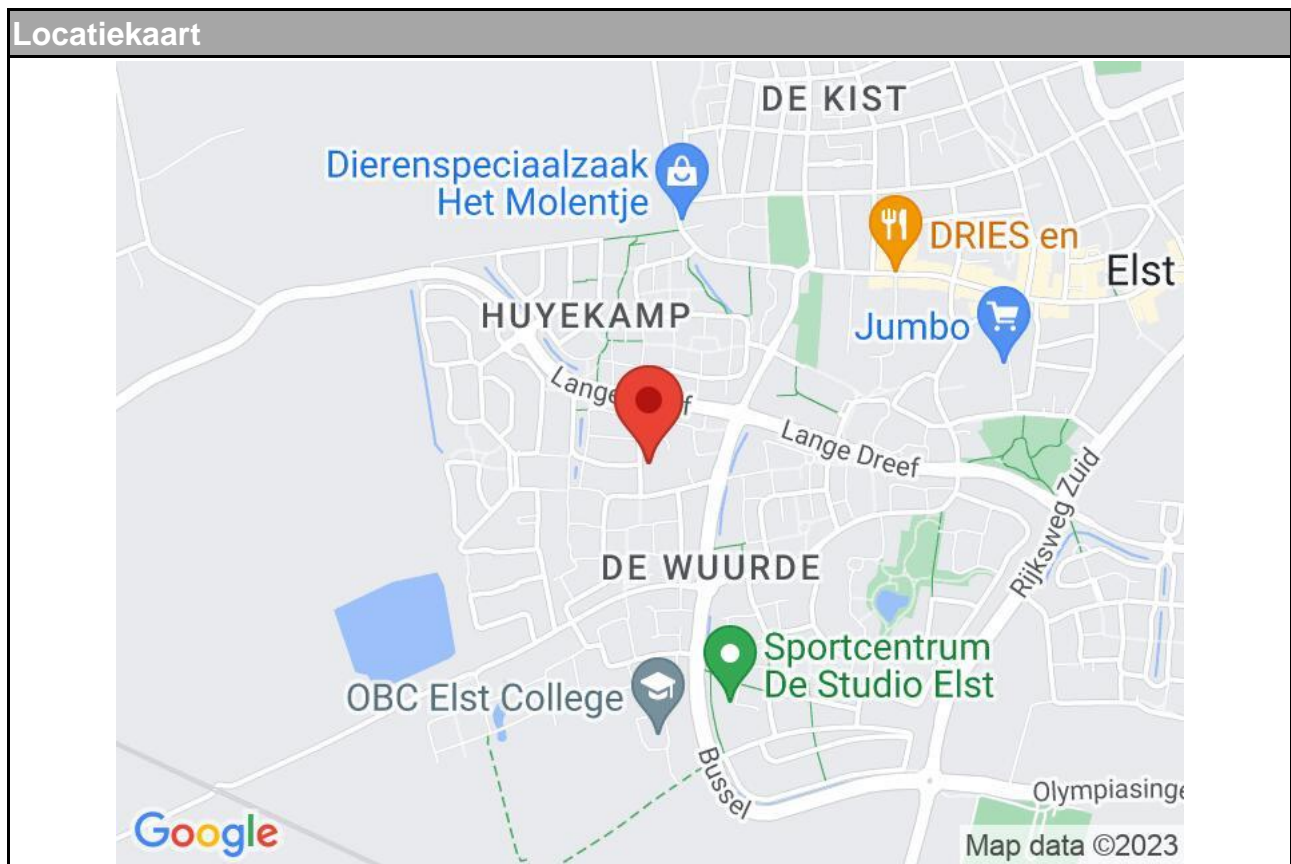 Locatiekaart
DE KIST
Dierenspeciaalzaak
Het Molentje
DRIES en
Elst
HUYEKAMP
Jumbo
Lange
f
Lange Dreef
Rijksweg Zuid
DE WUURDE
Sportcentrum
De Studio Elst
OBC Elst College
Bussel
Olympiasinge
Google
Map data ©2023